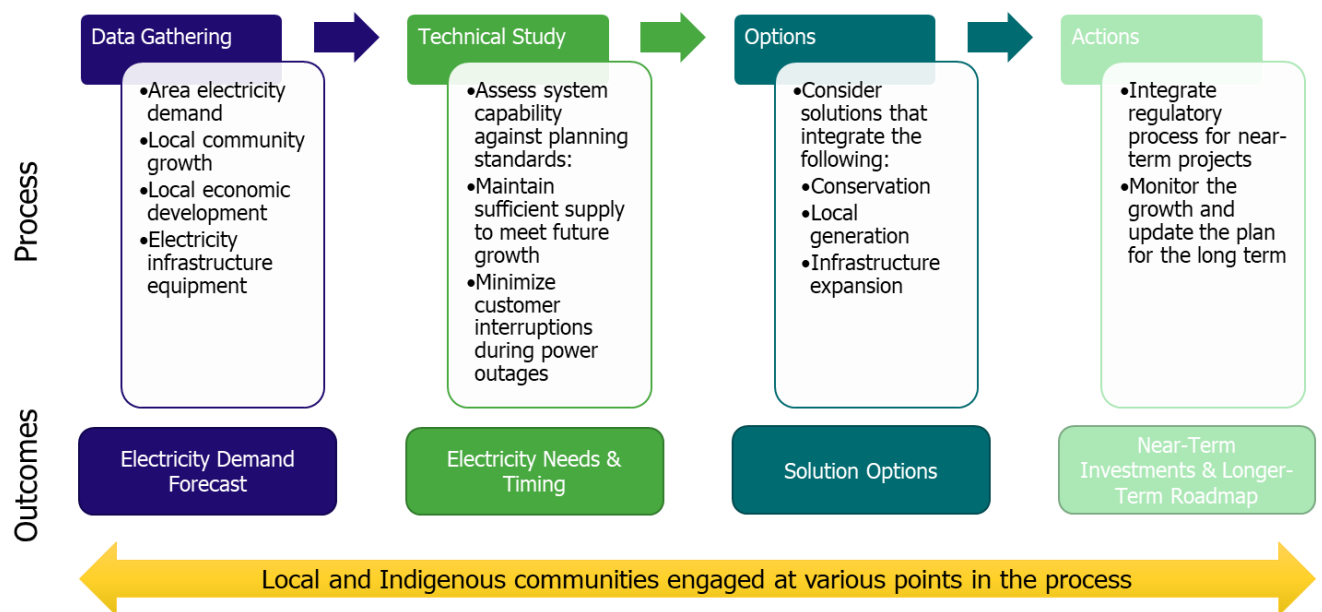 Process
Data Gathering
•Area electricity
demand
•Local community
growth
•Local economic
development
•Electricity
infrastructure
equipment
Technical Study
•Assess system
capability
against planning
standards:
•Maintain
sufficient supply
to meet future
growth
•Minimize
customer
interruptions
during power
outages
Options
•Consider
solutions that
integrate the
following:
•Conservation
•Local
generation
•Infrastructure
expansion
Actions
•Integrate
regulatory
process for near-
term projects
•Monitor the
growth and
update the plan
for the long term
Outcomes
Electricity Demand
Forecast
Electricity Needs &
Timing
Solution Options
Near-Term
Investments & Longer-
Term Roadmap
Local and Indigenous communities engaged at various points in the process